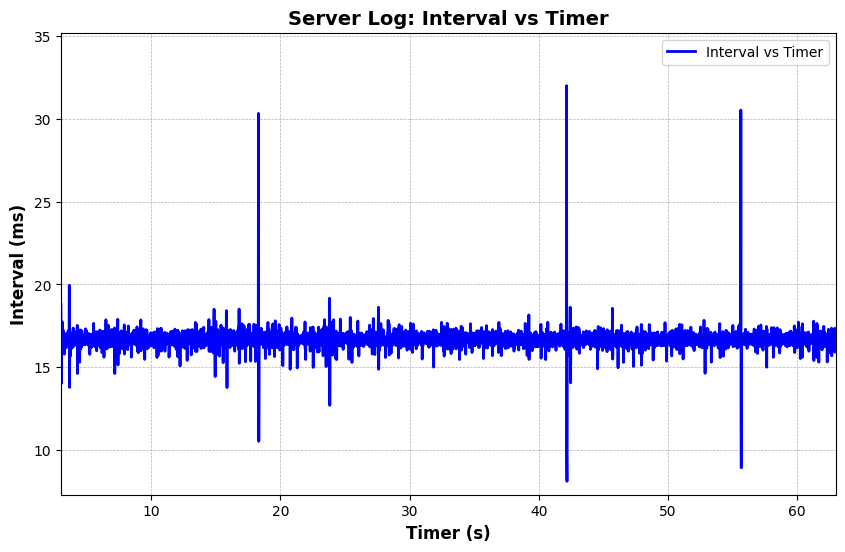 Server Log: Interval vs Timer
Interval vs Timer
35
30
25
20
15
10
Interval (ms)
10 20 30 40 50 60
Timer (s)